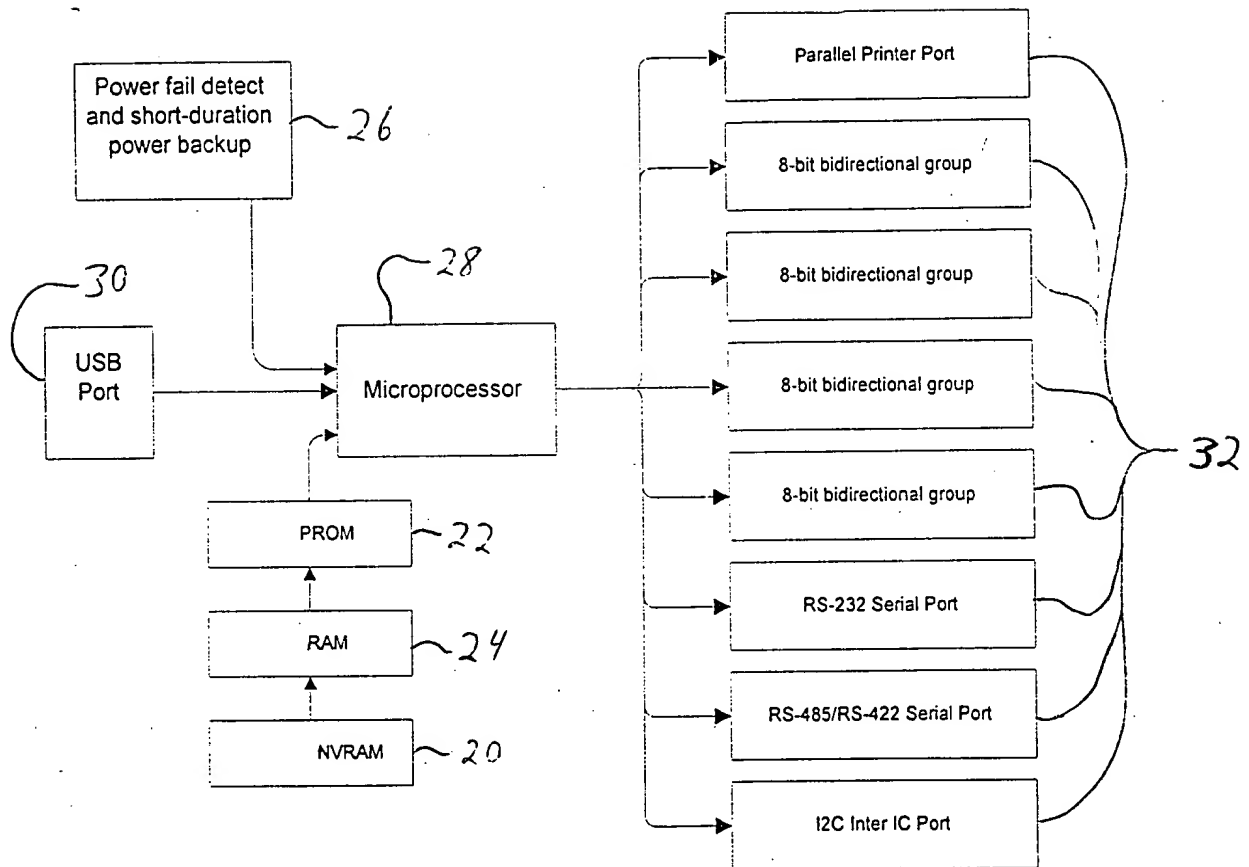 Power fail detect
and short-duration
power backup
26
30
USB
Port
28
Microprocessor
PROM
22
RAM
24
NVRAM
20
Parallel Printer Port
8-bit bidirectional group
8-bit bidirectional group
8-bit bidirectional group
8-bit bidirectional group
RS-232 Serial Port
RS-485/RS-422 Serial Port
I2C Inter IC Port
32